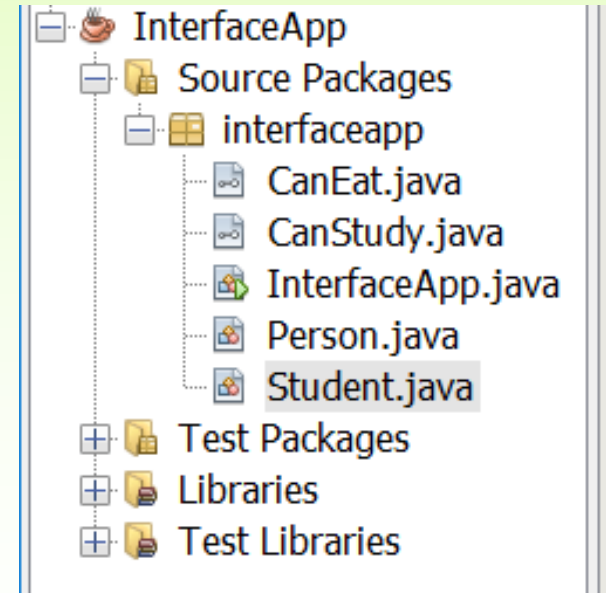 InterfaceApp
Source Packages
interfaceapp
CanEat.java
CanStudy.java
InterfaceApp.java
Person.java
Student.java
Test Packages
Libraries
Test Libraries